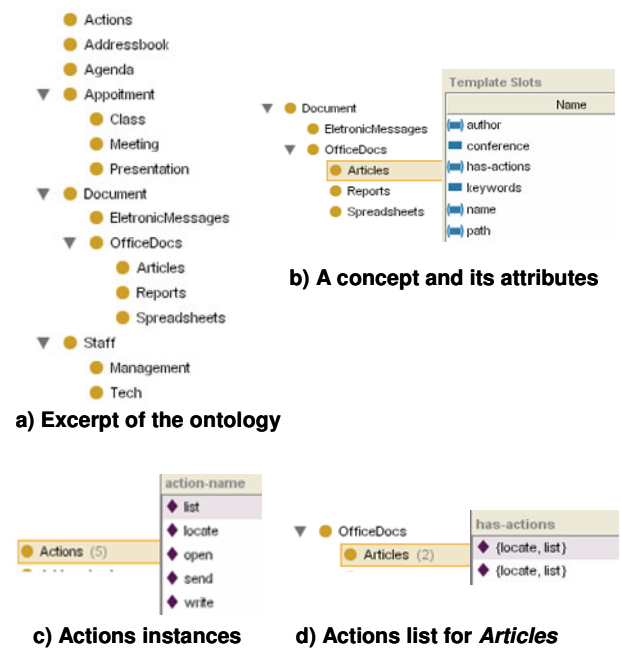 Actions
Addressbook
Agenda
Appoitment
Class
Meeting
Presentation
Document
EletronicMessages
OfficeDocs
Articles
Reports
Spreadsheets
Staff
Management
Tech
a) Excerpt of the ontology
Document
EletronicMessages
OfficeDocs
Articles
Reports
Spreadsheets
Template Slots
Name
author
conference
has-actions
keywords
name
path
b) A concept and its attributes
Actions (5)
action-name
list
locate
open
send
write
c) Actions instances
OfficeDocs
Articles (2)
has-actions
{locate, list}
{locate, list}
d) Actions list for Articles